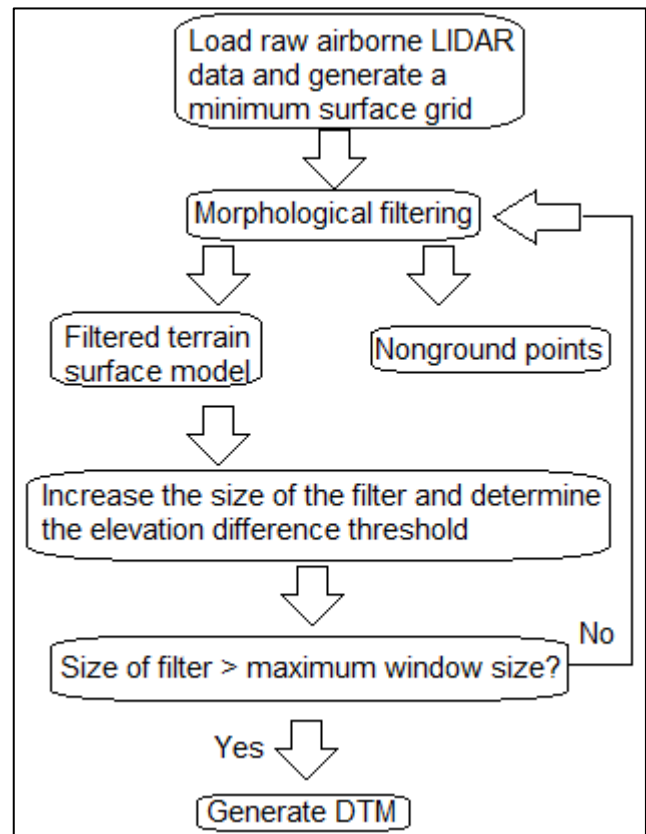 Load raw airborne LIDAR
data and generate a
minimum surface grid
Morphological filtering
Filtered terrain
surface model
Nonground points
Increase the size of the filter and determine
the elevation difference threshold
No
Size of filter > maximum window size?
Yes
Generate DTM